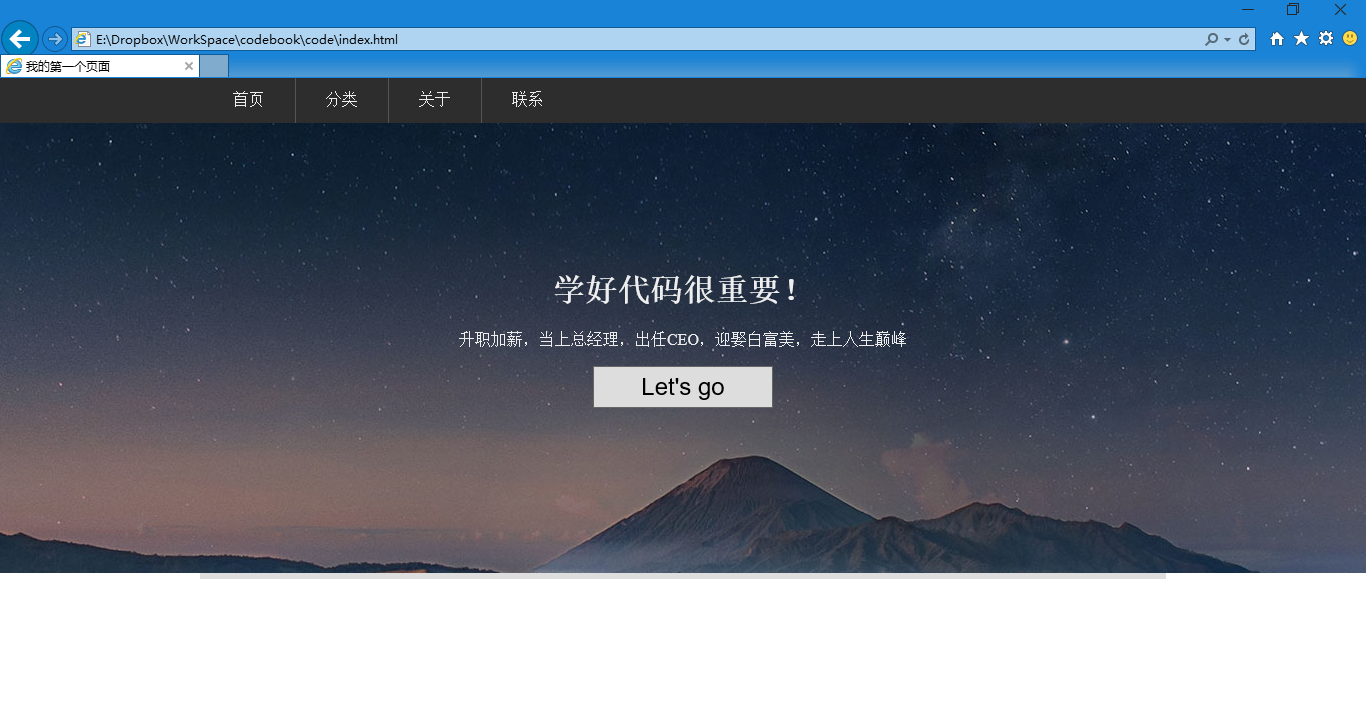 E:\Dropbox\WorkSpace\codebook\code\index.html
我的第一个页面
首页 分类 关于 联系
学好代码很重要！
升职加薪，当上总经理，出任CEO，迎娶白富美，走上人生巅峰
Let's go